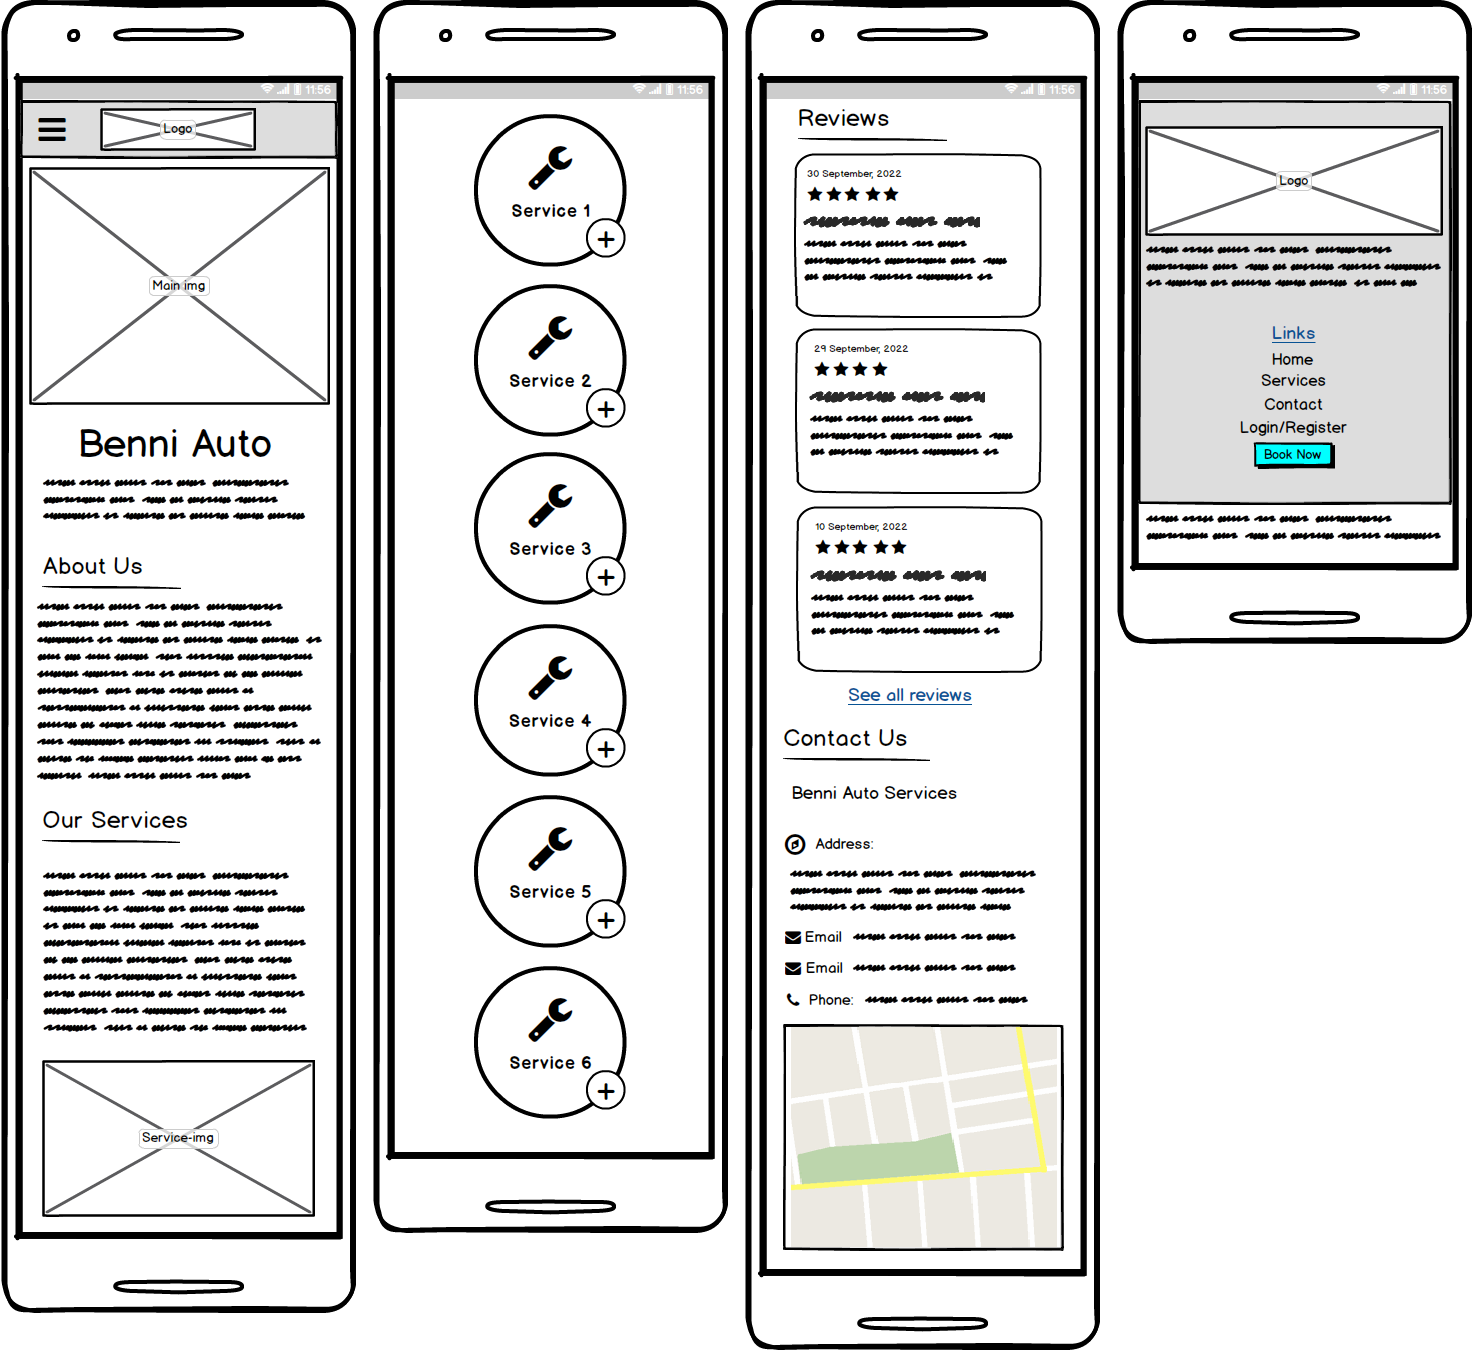 11:56
Logo
Main img
Benni Auto
About Us
Our Services
Service-img
11:56
Service 1
Service 2
Service 3
Service 4
Service 5
Service 6
11:56
Reviews
30 September, 2022
29 September, 2022
10 September, 2022
See all reviews
Contact Us
Benni Auto Services
Address:
Email
Email
Phone:
11:56
Logo
Links
Home
Services
Contact
Login/Register
Book Now